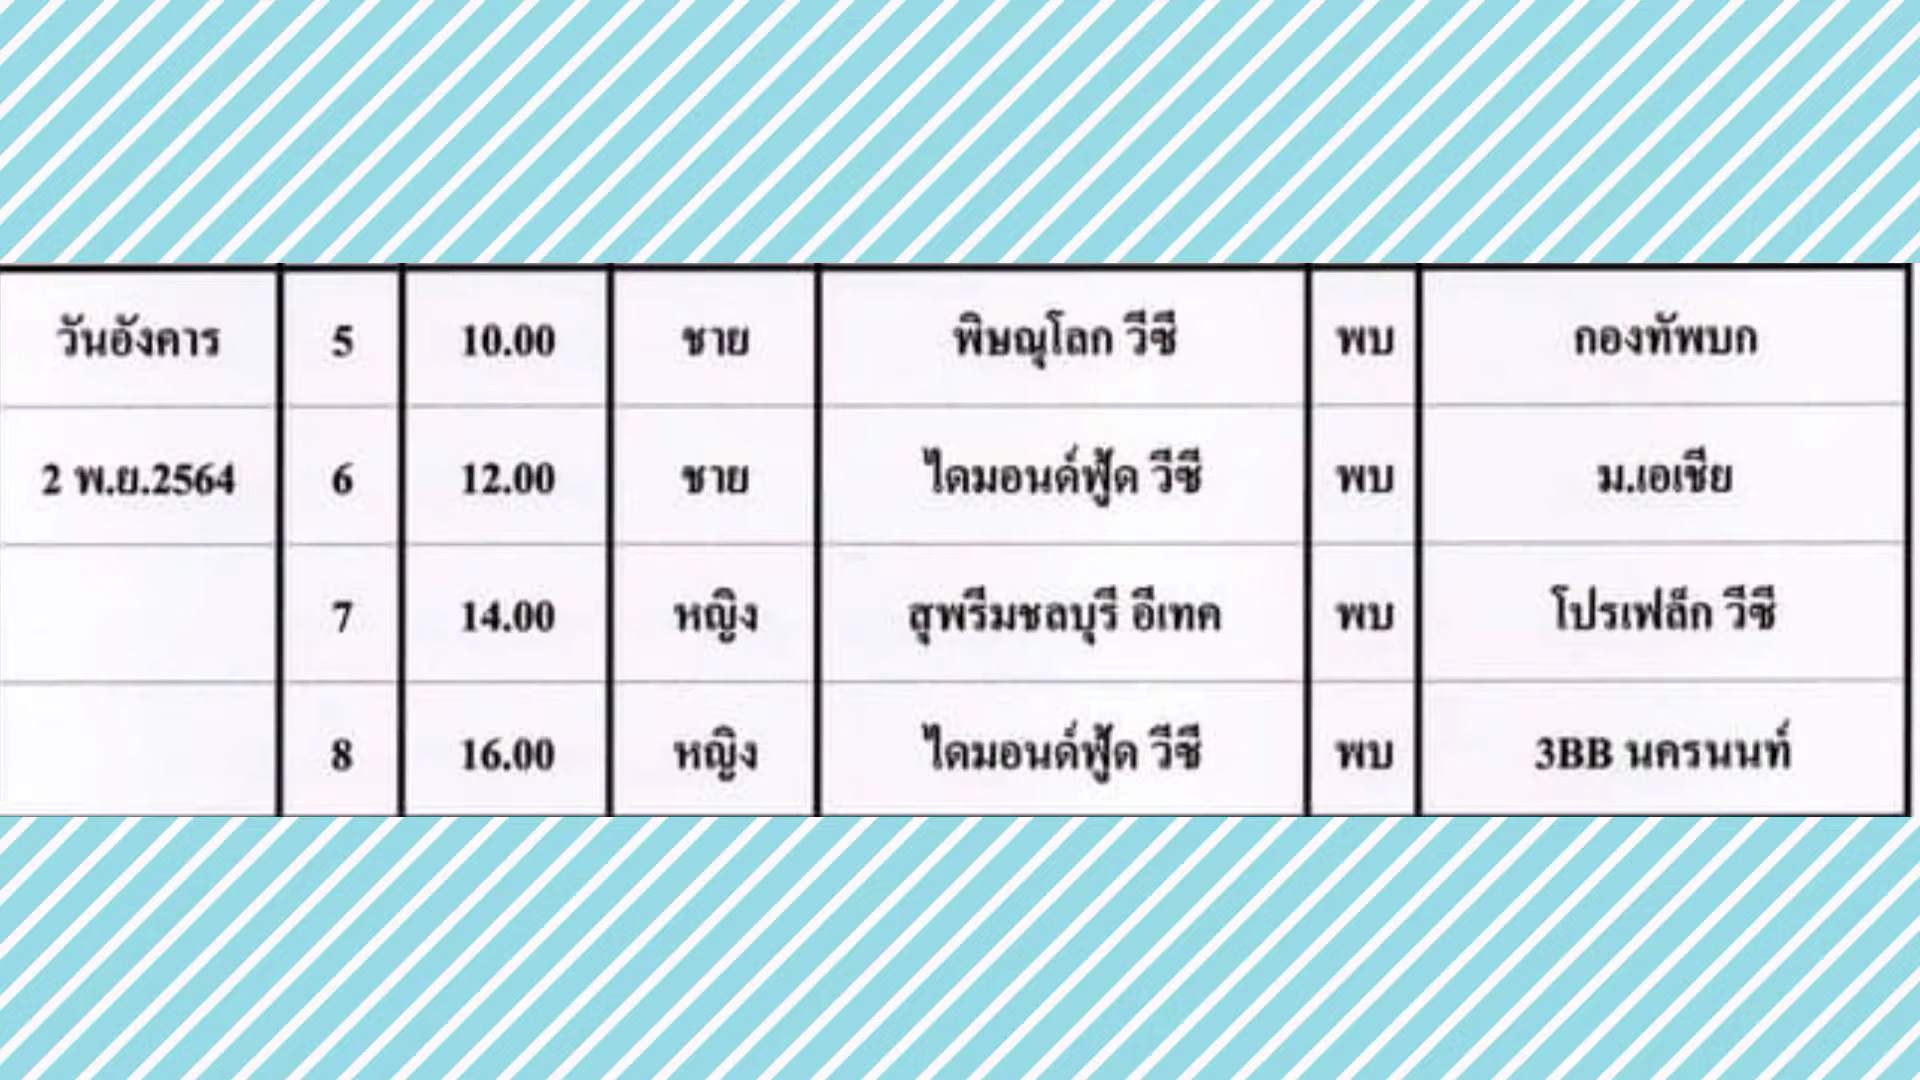 วันอังคาร 5 10.00 ชาย พิษณุโลก วีซี พบ กองทัพบก
2 พ.ย.2564 6 12.00 ชาย ไดมอนด์ฟู้ด วีซี พบ ม.เอเชีย
7 14.00 หญิง สุพรีมชลบุรี อีเทค พบ โปรเฟล็ก วีซี
8 16.00 หญิง ไดมอนด์ฟู้ด วีซี พบ 3BB นครนนท์